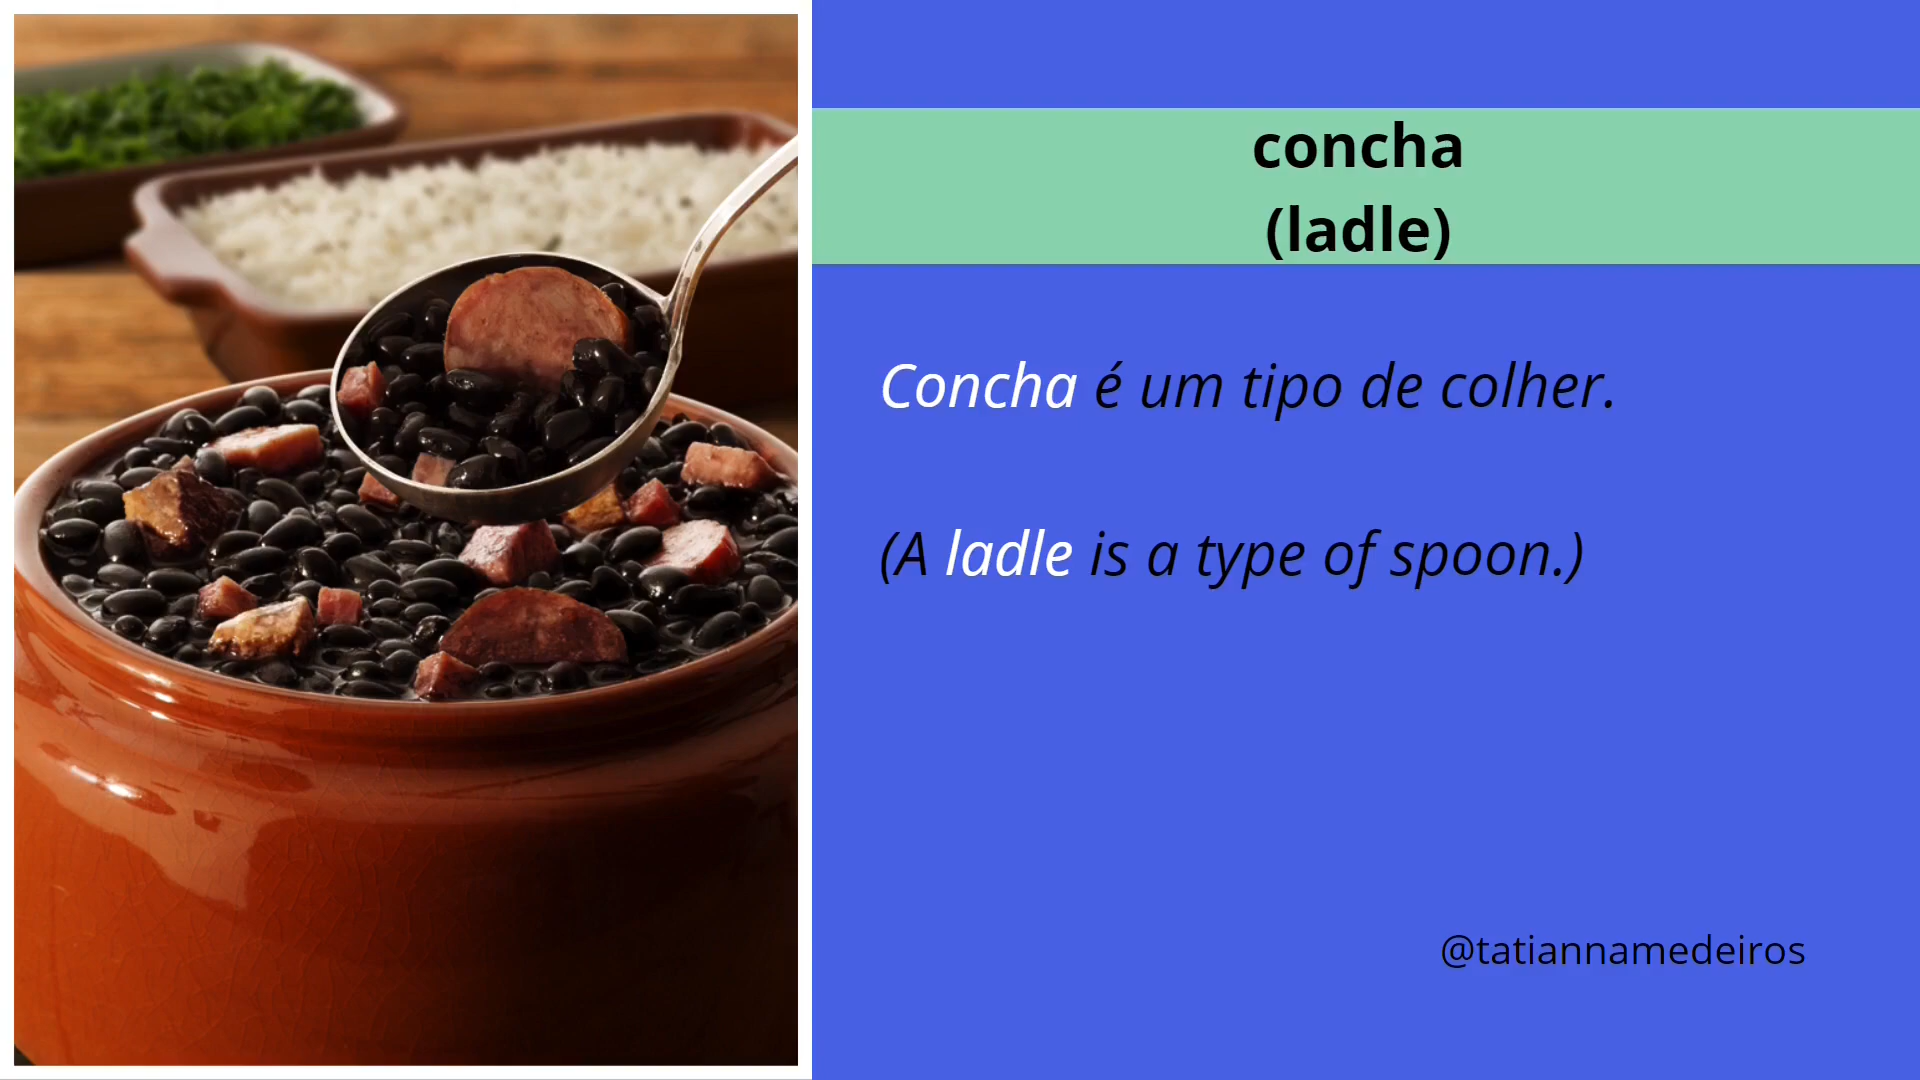 concha
(ladle)
Concha é um tipo de colher.
(A ladle is a type of spoon.)
@tatiannamedeiros